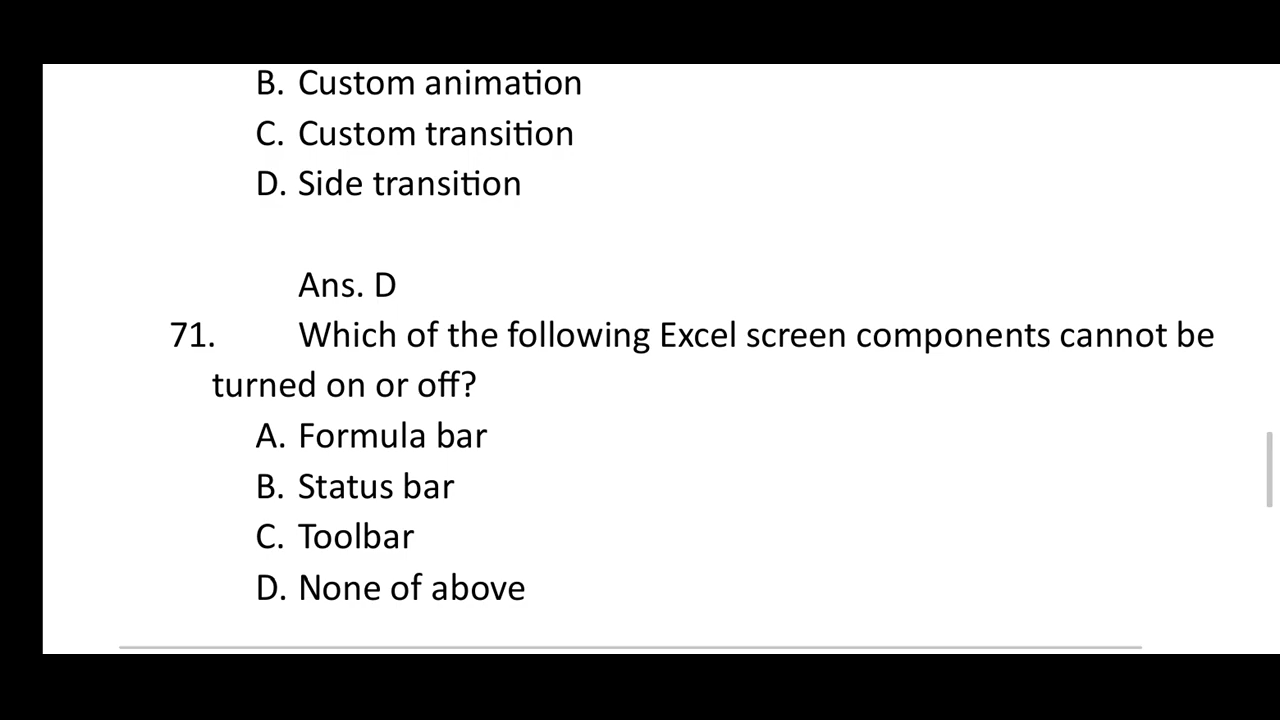 B. Custom animation
C. Custom transition
D. Side transition
Ans. D
71. Which of the following Excel screen components cannot be
turned on or off?
A. Formula bar
B. Status bar
C. Toolbar
D. None of above